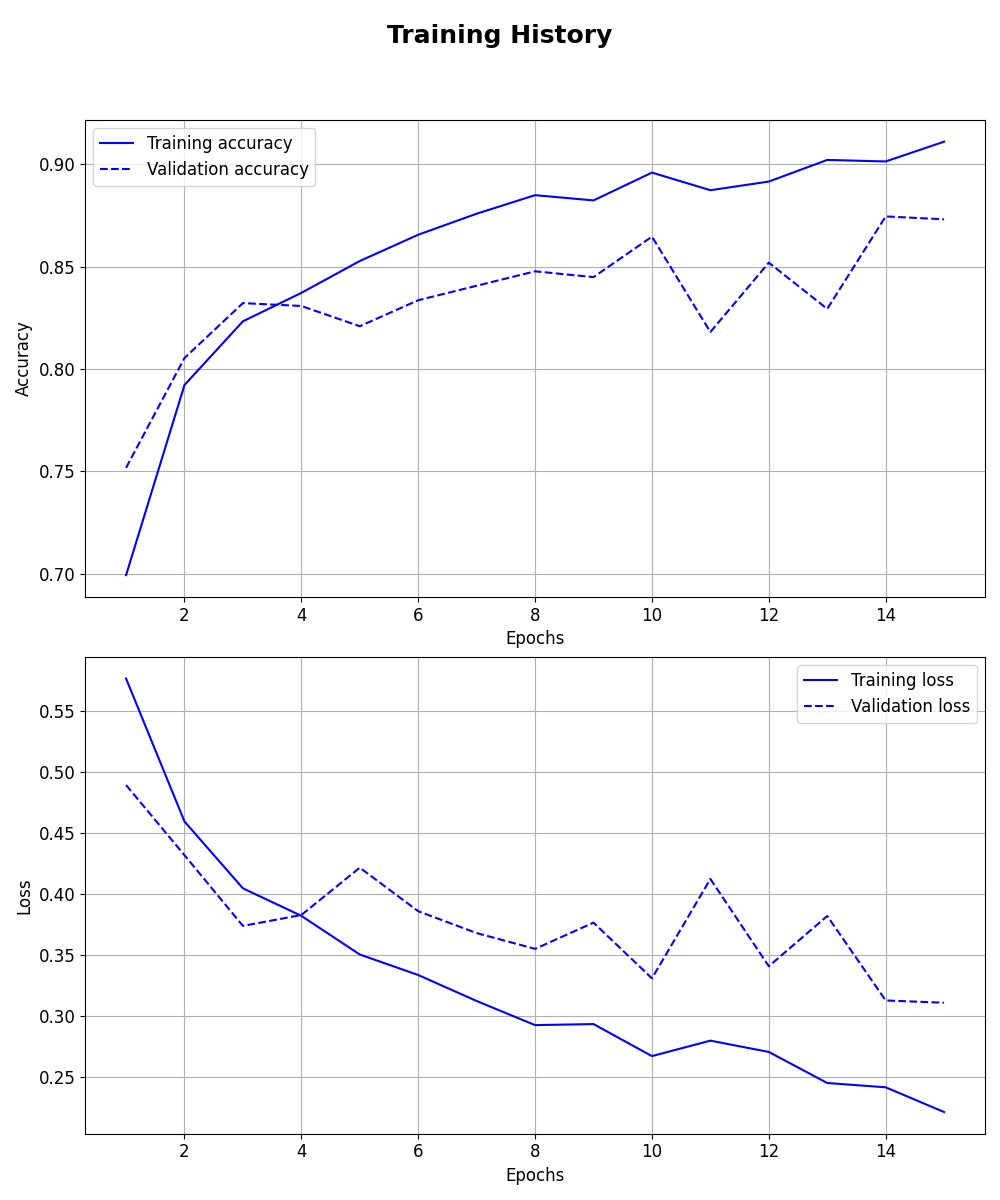 Training History
Training accuracy
Validation accuracy
0.90
0.85
0.80
0.75
0.70
Accuracy
2 4 6 8 10 12 14
Epochs
Training loss
Validation loss
0.55
0.50
0.45
0.40
0.35
0.30
0.25
Loss
2 4 6 8 10 12 14
Epochs